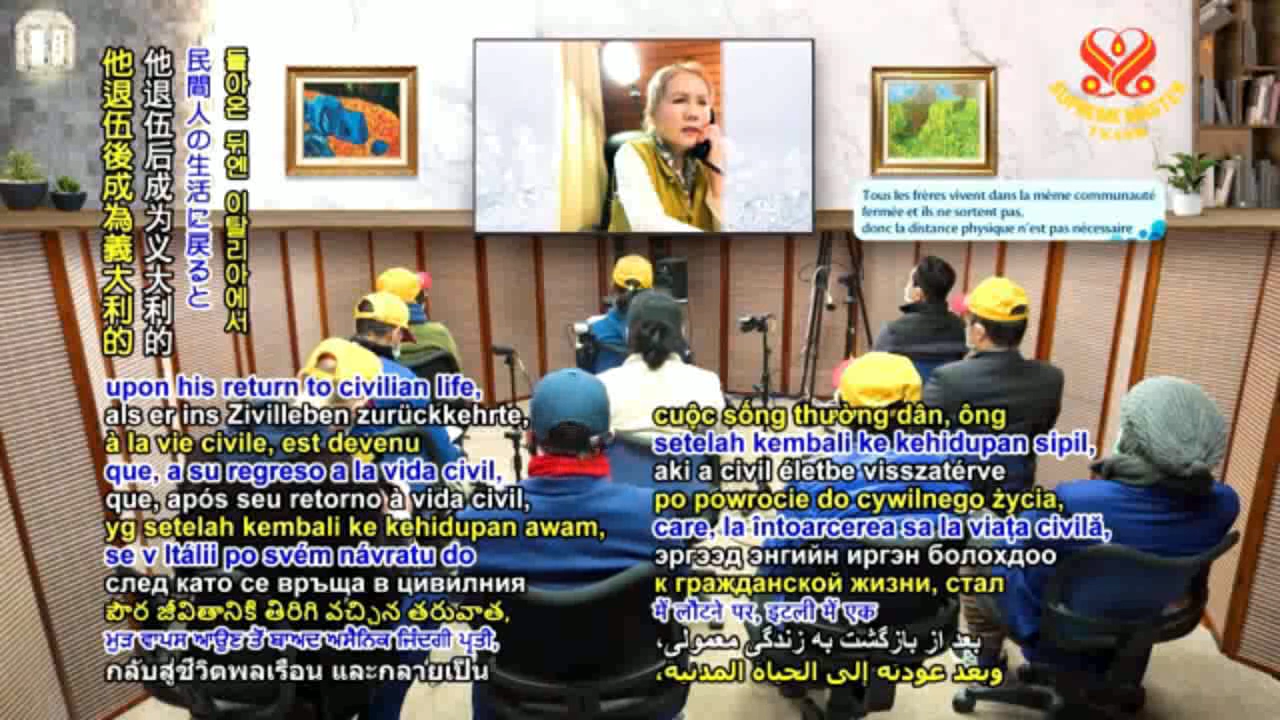 돌아온 뒤엔 이탈리아에서
民間人の生活に戻ると
他退伍后成为义大利的
他退伍後成為義大利的
SUPREME MASTER
Tous les frères vivent dans la même communauté
fermée et ils ne sortent pas,
donc la distance physique n'est pas nécessaire
upon his return to civilian life,
als er ins Zivilleben zurückkehrte,
à la vie civile, est devenu
que, a su regreso a la vida civil,
que, após seu retorno à vida civil,
yg setelah kembali ke kehidupan awam,
se v Itálii po svém návratu do
след като се връща в цивилния
పౌర జీవితానికి తిరిగి వచ్చిన తరువాత,
ਮੁੜ ਵਾਪਸ ਆਉਣ ਤੋਂ ਬਾਅਦ ਅਸੈਨਿਕ ਜ਼ਿੰਦਗੀ ਪ੍ਰਤੀ,
กลับสู่ชีวิตพลเรือน และกลายเป็น
cuộc sống thường dân, ông
setelah kembali ke kehidupan sipil,
aki a civil életbe visszatérve
po powrocie do cywilnego życia,
care, la întoarcerea sa la viața civilă,
эргээд энгийн иргэн болохдоо
к гражданской жизни, стал
में लौटने पर, इटली में एक
بعد از بازگشت به زندگی معمولی،
وبعد عودته إلى الحياة المدنية،